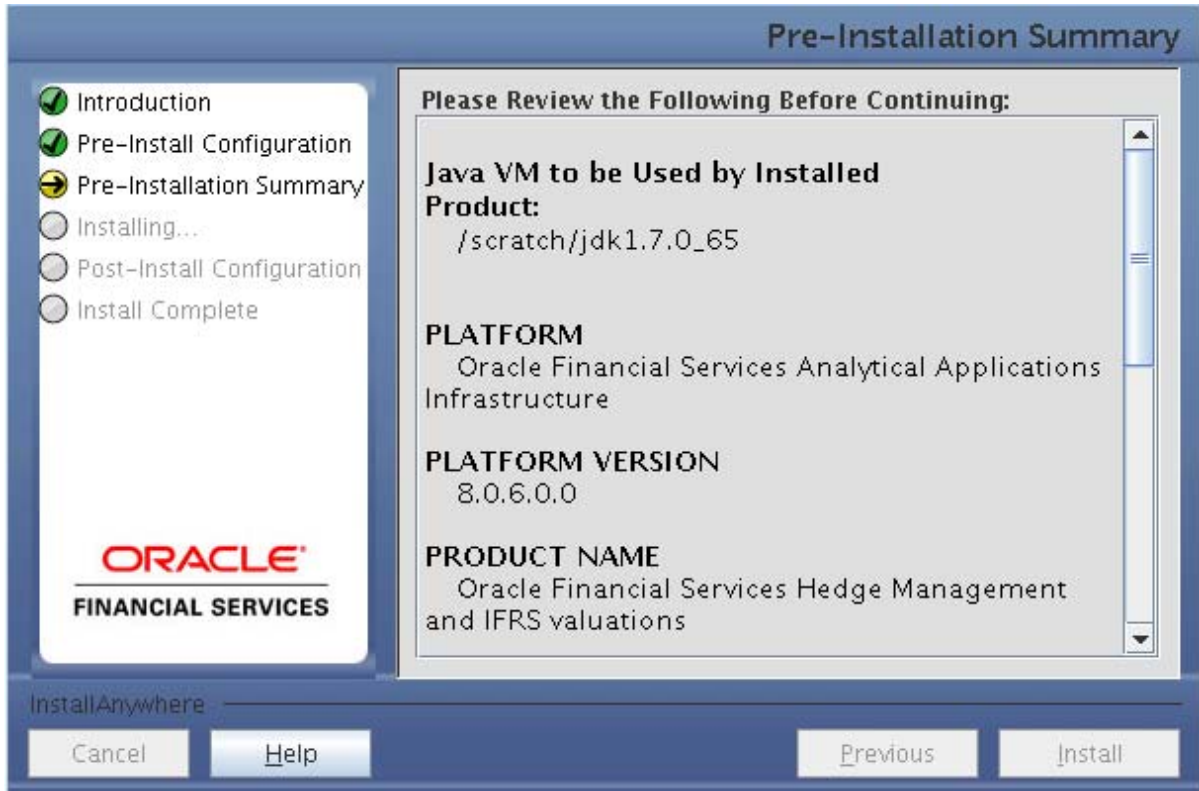 Pre-Installation Summary
Introduction
Pre-Install Configuration
Pre-Installation Summary
Installing...
Post-Install Configuration
Install Complete
ORACLE
FINANCIAL SERVICES
Please Review the Following Before Continuing:
Java VM to be Used by Installed
Product:
/scratch/jdk1.7.0_65
PLATFORM
Oracle Financial Services Analytical Applications
Infrastructure
PLATFORM VERSION
8.0.6.0.0
PRODUCT NAME
Oracle Financial Services Hedge Management
and IFRS valuations
InstallAnywhere
Cancel
Help
Previous
Install